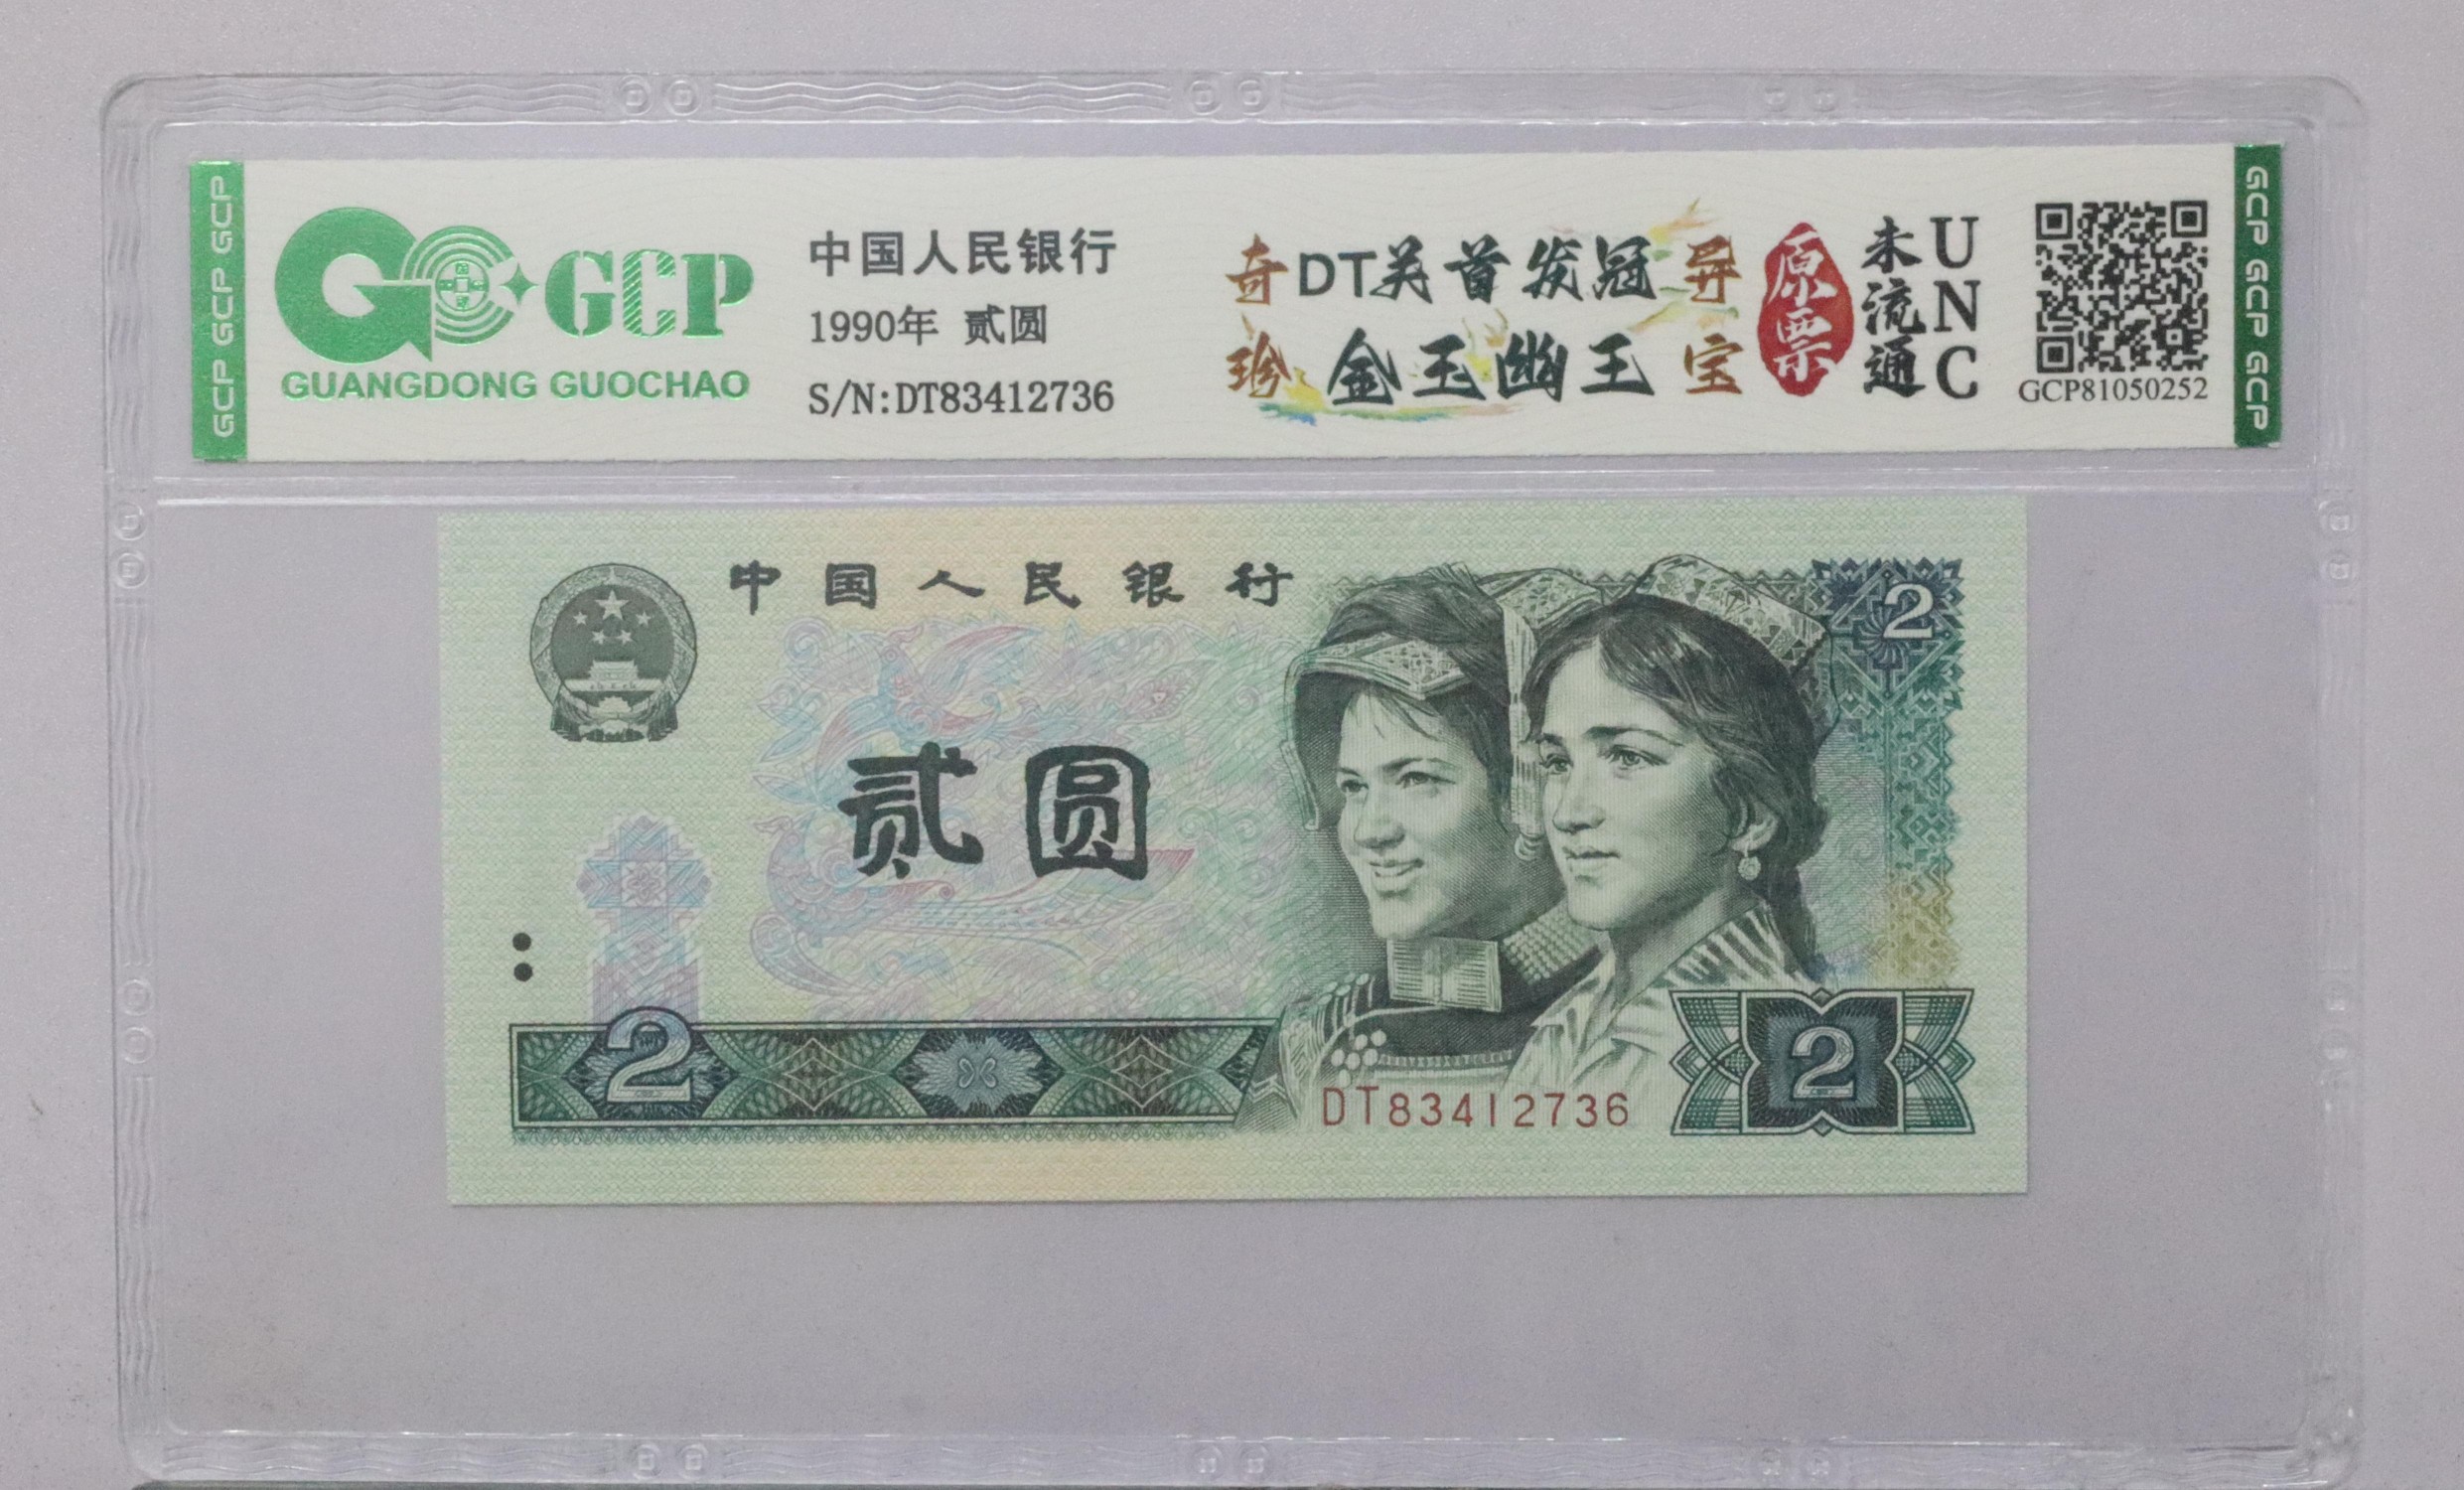 GCP GCP GCP
GCP
GUANGDONG GUOCHAO
中国人民银行
1990年 贰圆
S/N:DT83412736
奇DT关首发冠异
珍金玉幽王宝
原票
未流通
UNC
GCP81050252
GCP GCP GCP
中国人民银行
2
贰圆
2
DT83412736
2